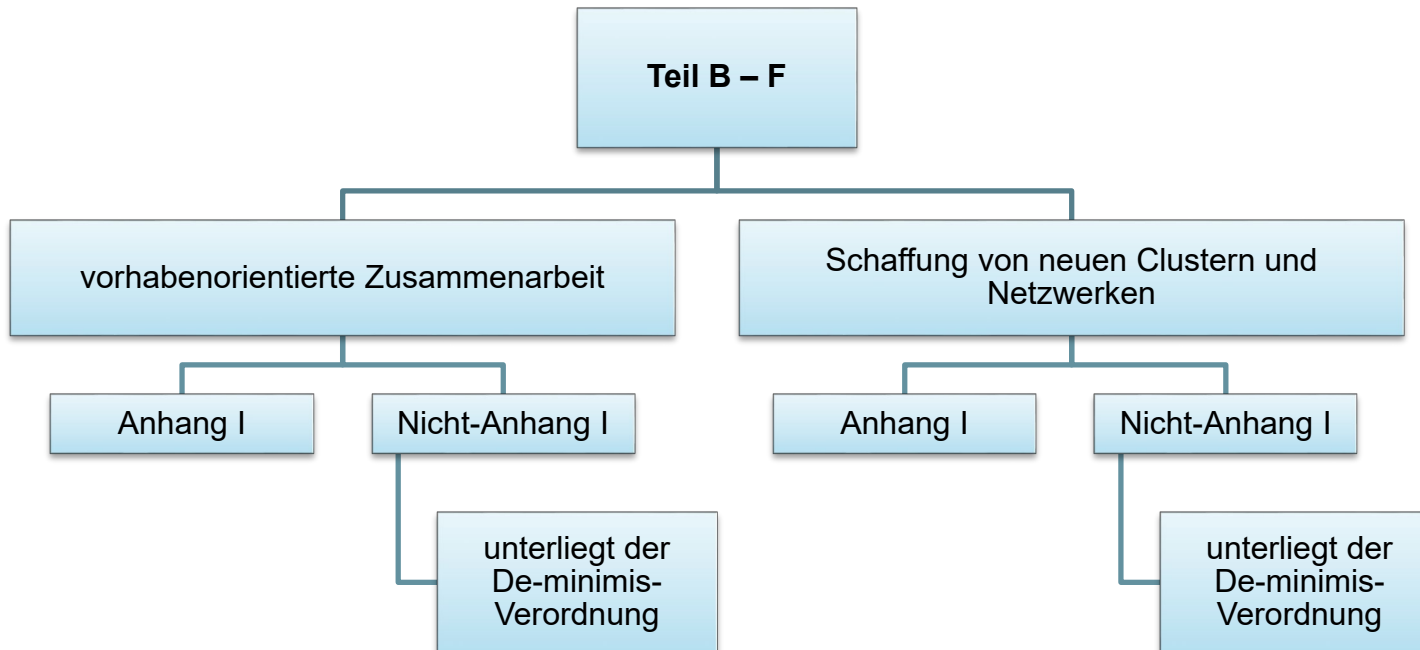 Teil B – F
vorhabenorientierte Zusammenarbeit
Schaffung von neuen Clustern und
Netzwerken
Anhang I
Nicht-Anhang I
Anhang I
Nicht-Anhang I
unterliegt der
De-minimis-
Verordnung
unterliegt der
De-minimis-
Verordnung